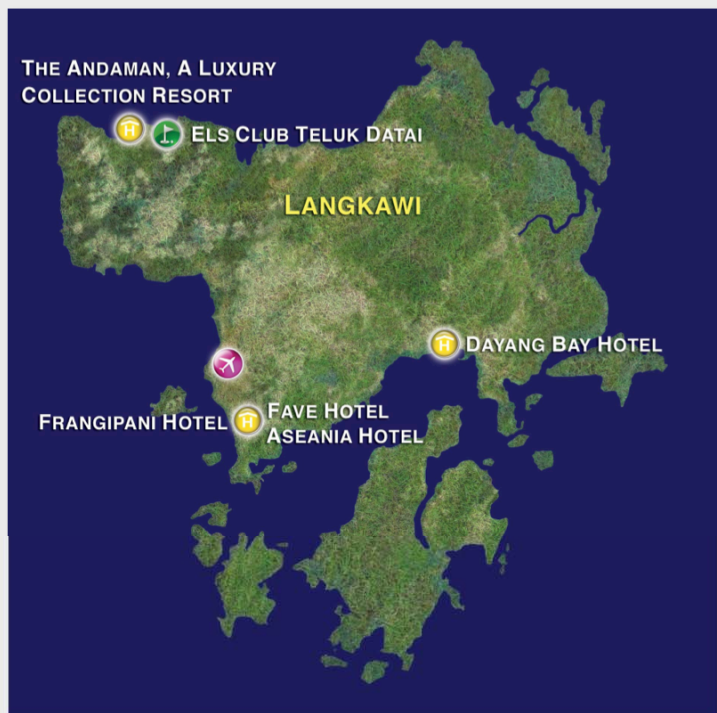 THE ANDAMAN, A LUXURY
COLLECTION RESORT
H
ELS CLUB TELUK DATAI
LANGKAWI
H
DAYANG BAY HOTEL
FRANGIPANI HOTEL
H
FAVE HOTEL
ASEANIA HOTEL